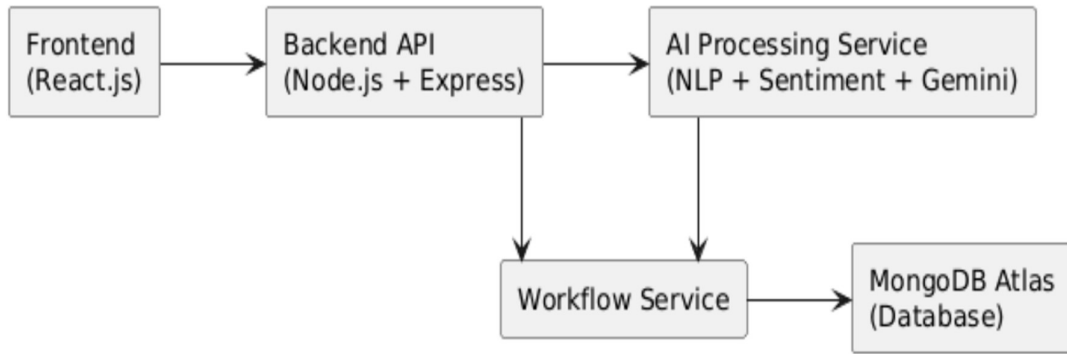 Frontend
(React.js)
Backend API
(Node.js + Express)
AI Processing Service
(NLP + Sentiment + Gemini)
Workflow Service
MongoDB Atlas
(Database)